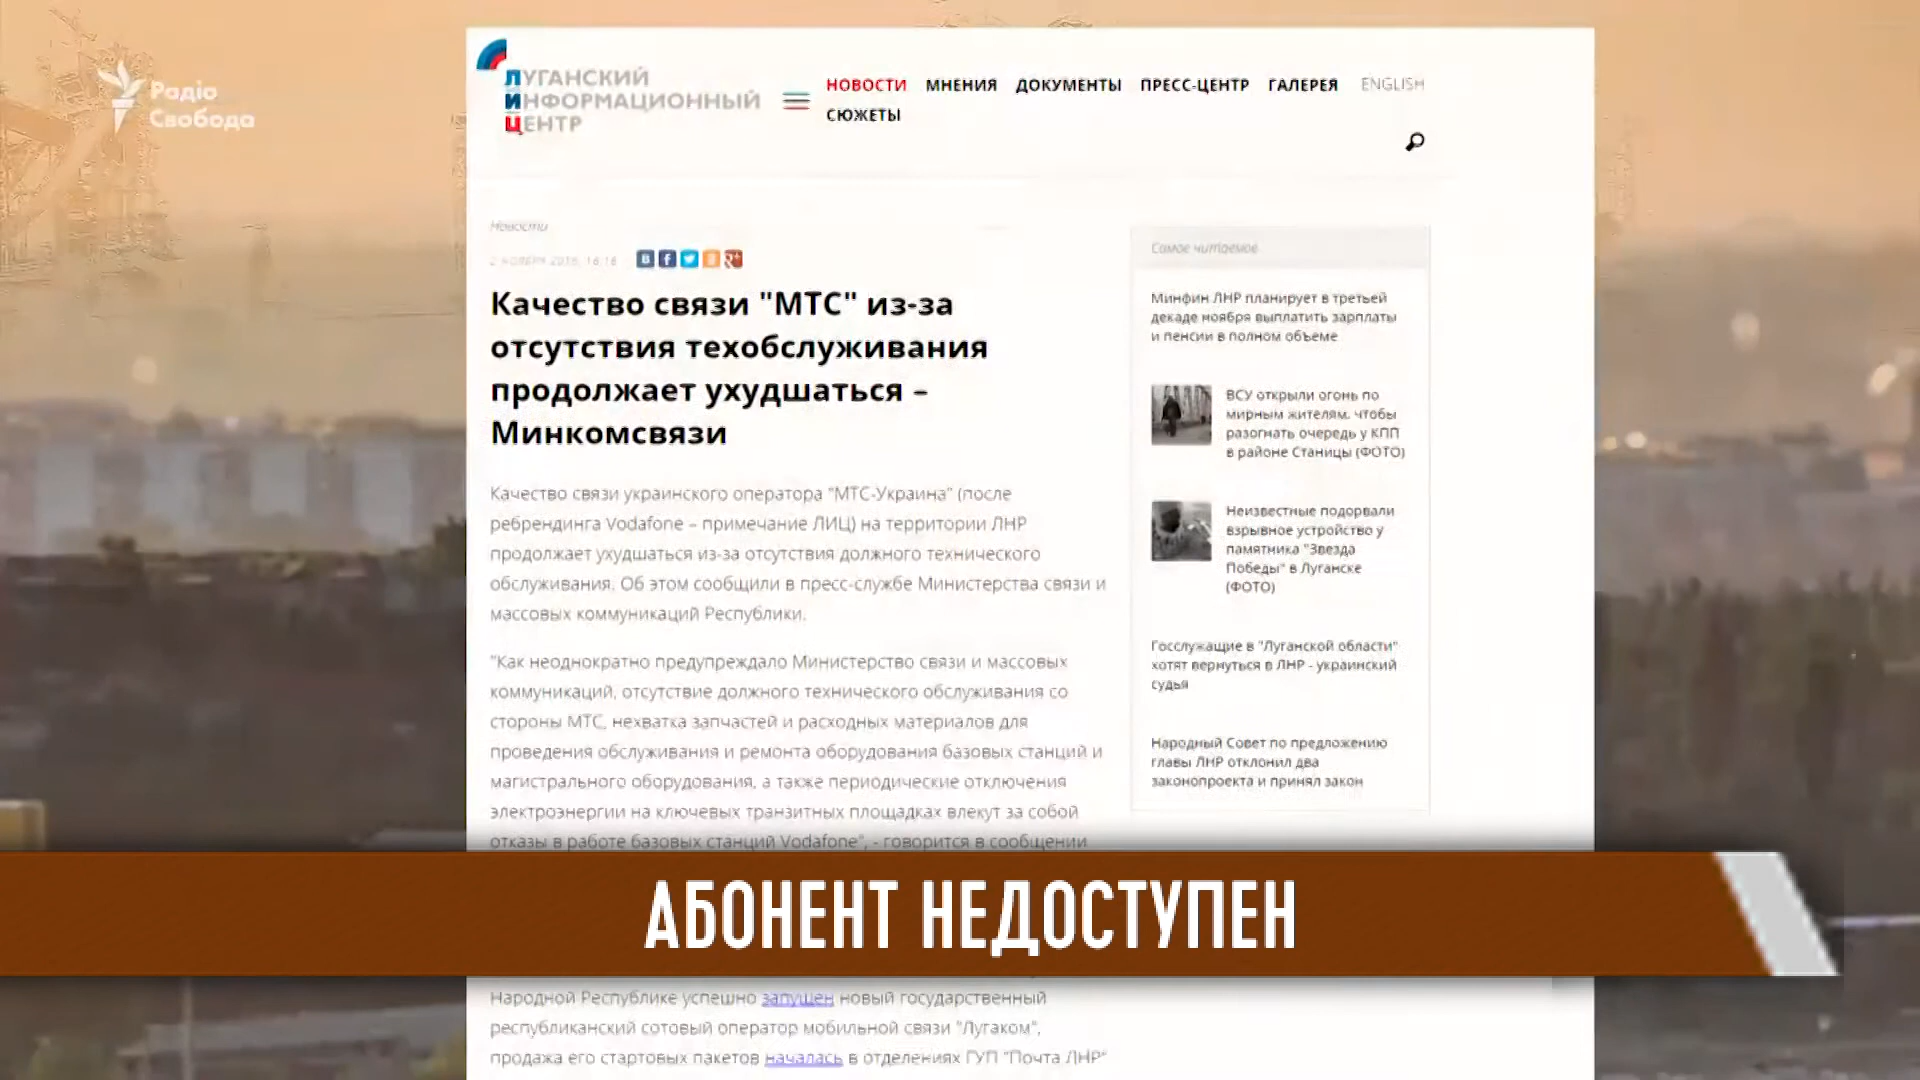 Радіо
Свобода
ЛУГАНСКИЙ
ИНФОРМАЦИОННЫЙ
ЦЕНТР
НОВОСТИ МНЕНИЯ ДОКУМЕНТЫ ПРЕСС-ЦЕНТР ГАЛЕРЕЯ ENGLISH
СЮЖЕТЫ
Новости
2 НОЯБРЯ 2016, 16:16
Качество связи "МТС" из-за
отсутствия техобслуживания
продолжает ухудшаться –
Минкомсвязи
Качество связи украинского оператора "МТС-Украина" (после
ребрендинга Vodafone – примечание ЛИЦ) на территории ЛНР
продолжает ухудшаться из-за отсутствия должного технического
обслуживания. Об этом сообщили в пресс-службе Министерства связи и
массовых коммуникаций Республики.
"Как неоднократно предупреждало Министерство связи и массовых
коммуникаций, отсутствие должного технического обслуживания со
стороны МТС, нехватка запчастей и расходных материалов для
проведения обслуживания и ремонта оборудования базовых станций и
магистрального оборудования, а также периодические отключения
электроэнергии на ключевых транзитных площадках влекут за собой
отказы в работе базовых станций Vodafone", - говорится в сообщении
Народной Республике успешно запущен новый государственный
республиканский сотовый оператор мобильной связи "Лугаком",
продажа его стартовых пакетов началась в отделениях ГУП "Почта ЛНР"
Самое читаемое
Минфин ЛНР планирует в третьей
декаде ноября выплатить зарплаты
и пенсии в полном объеме
ВСУ открыли огонь по
мирным жителям, чтобы
разогнать очередь у КПП
в районе Станицы (ФОТО)
Неизвестные подорвали
взрывное устройство у
памятника "Звезда
Победы" в Луганске
(ФОТО)
Госслужащие в "Луганской области"
хотят вернуться в ЛНР - украинский
судья
Народный Совет по предложению
главы ЛНР отклонил два
законопроекта и принял закон
АБОНЕНТ НЕДОСТУПЕН